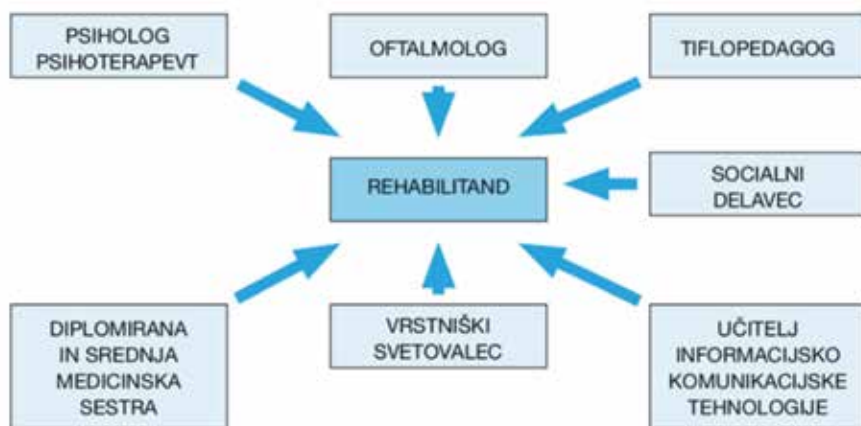 PSIHOLOG
PSIHOTERAPEVT
OFTALMOLOG
TIFLOPEDAGOG
REHABILITAND
SOCIALNI
DELAVEC
DIPLOMIRANA
IN SREDNJA
MEDICINSKA
SESTRA
VRSTNIŠKI
SVETOVALEC
UČITELJ
INFORMACIJSKO
KOMUNIKACIJSKE
TEHNOLOGIJE